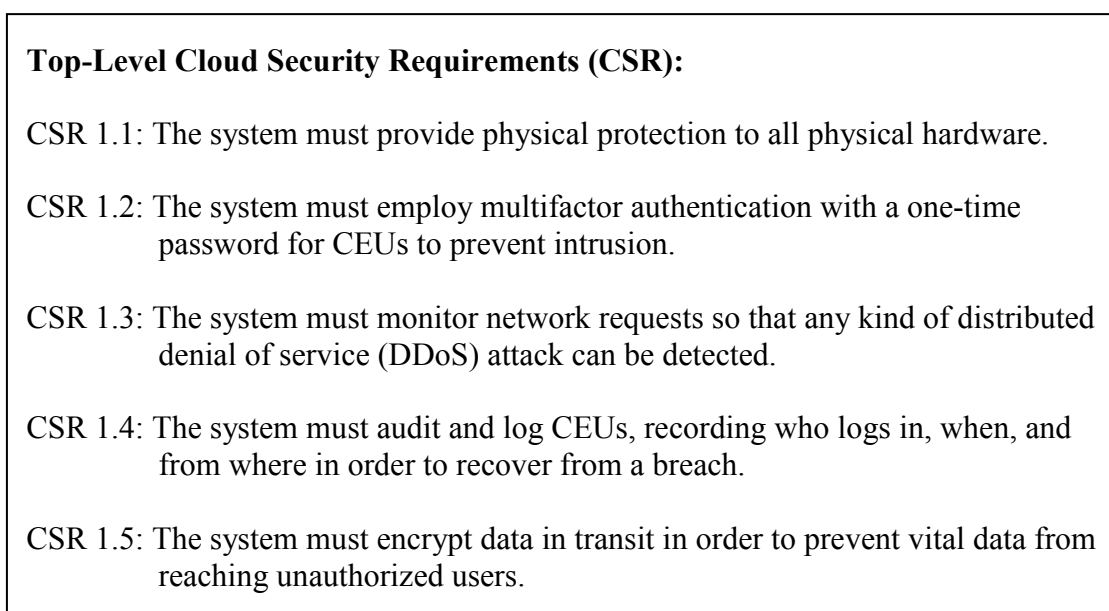 Top-Level Cloud Security Requirements (CSR):
CSR 1.1: The system must provide physical protection to all physical hardware.
CSR 1.2: The system must employ multifactor authentication with a one-time
password for CEUs to prevent intrusion.
CSR 1.3: The system must monitor network requests so that any kind of distributed
denial of service (DDoS) attack can be detected.
CSR 1.4: The system must audit and log CEUs, recording who logs in, when, and
from where in order to recover from a breach.
CSR 1.5: The system must encrypt data in transit in order to prevent vital data from
reaching unauthorized users.